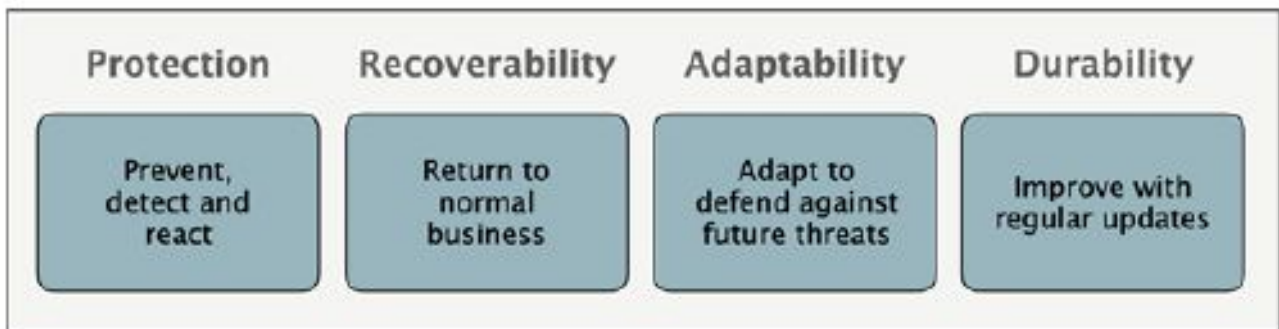 Protection
Recoverability
Adaptability
Durability
Prevent,
detect and
react
Return to
normal
business
Adapt to
defend against
future threats
Improve with
regular updates